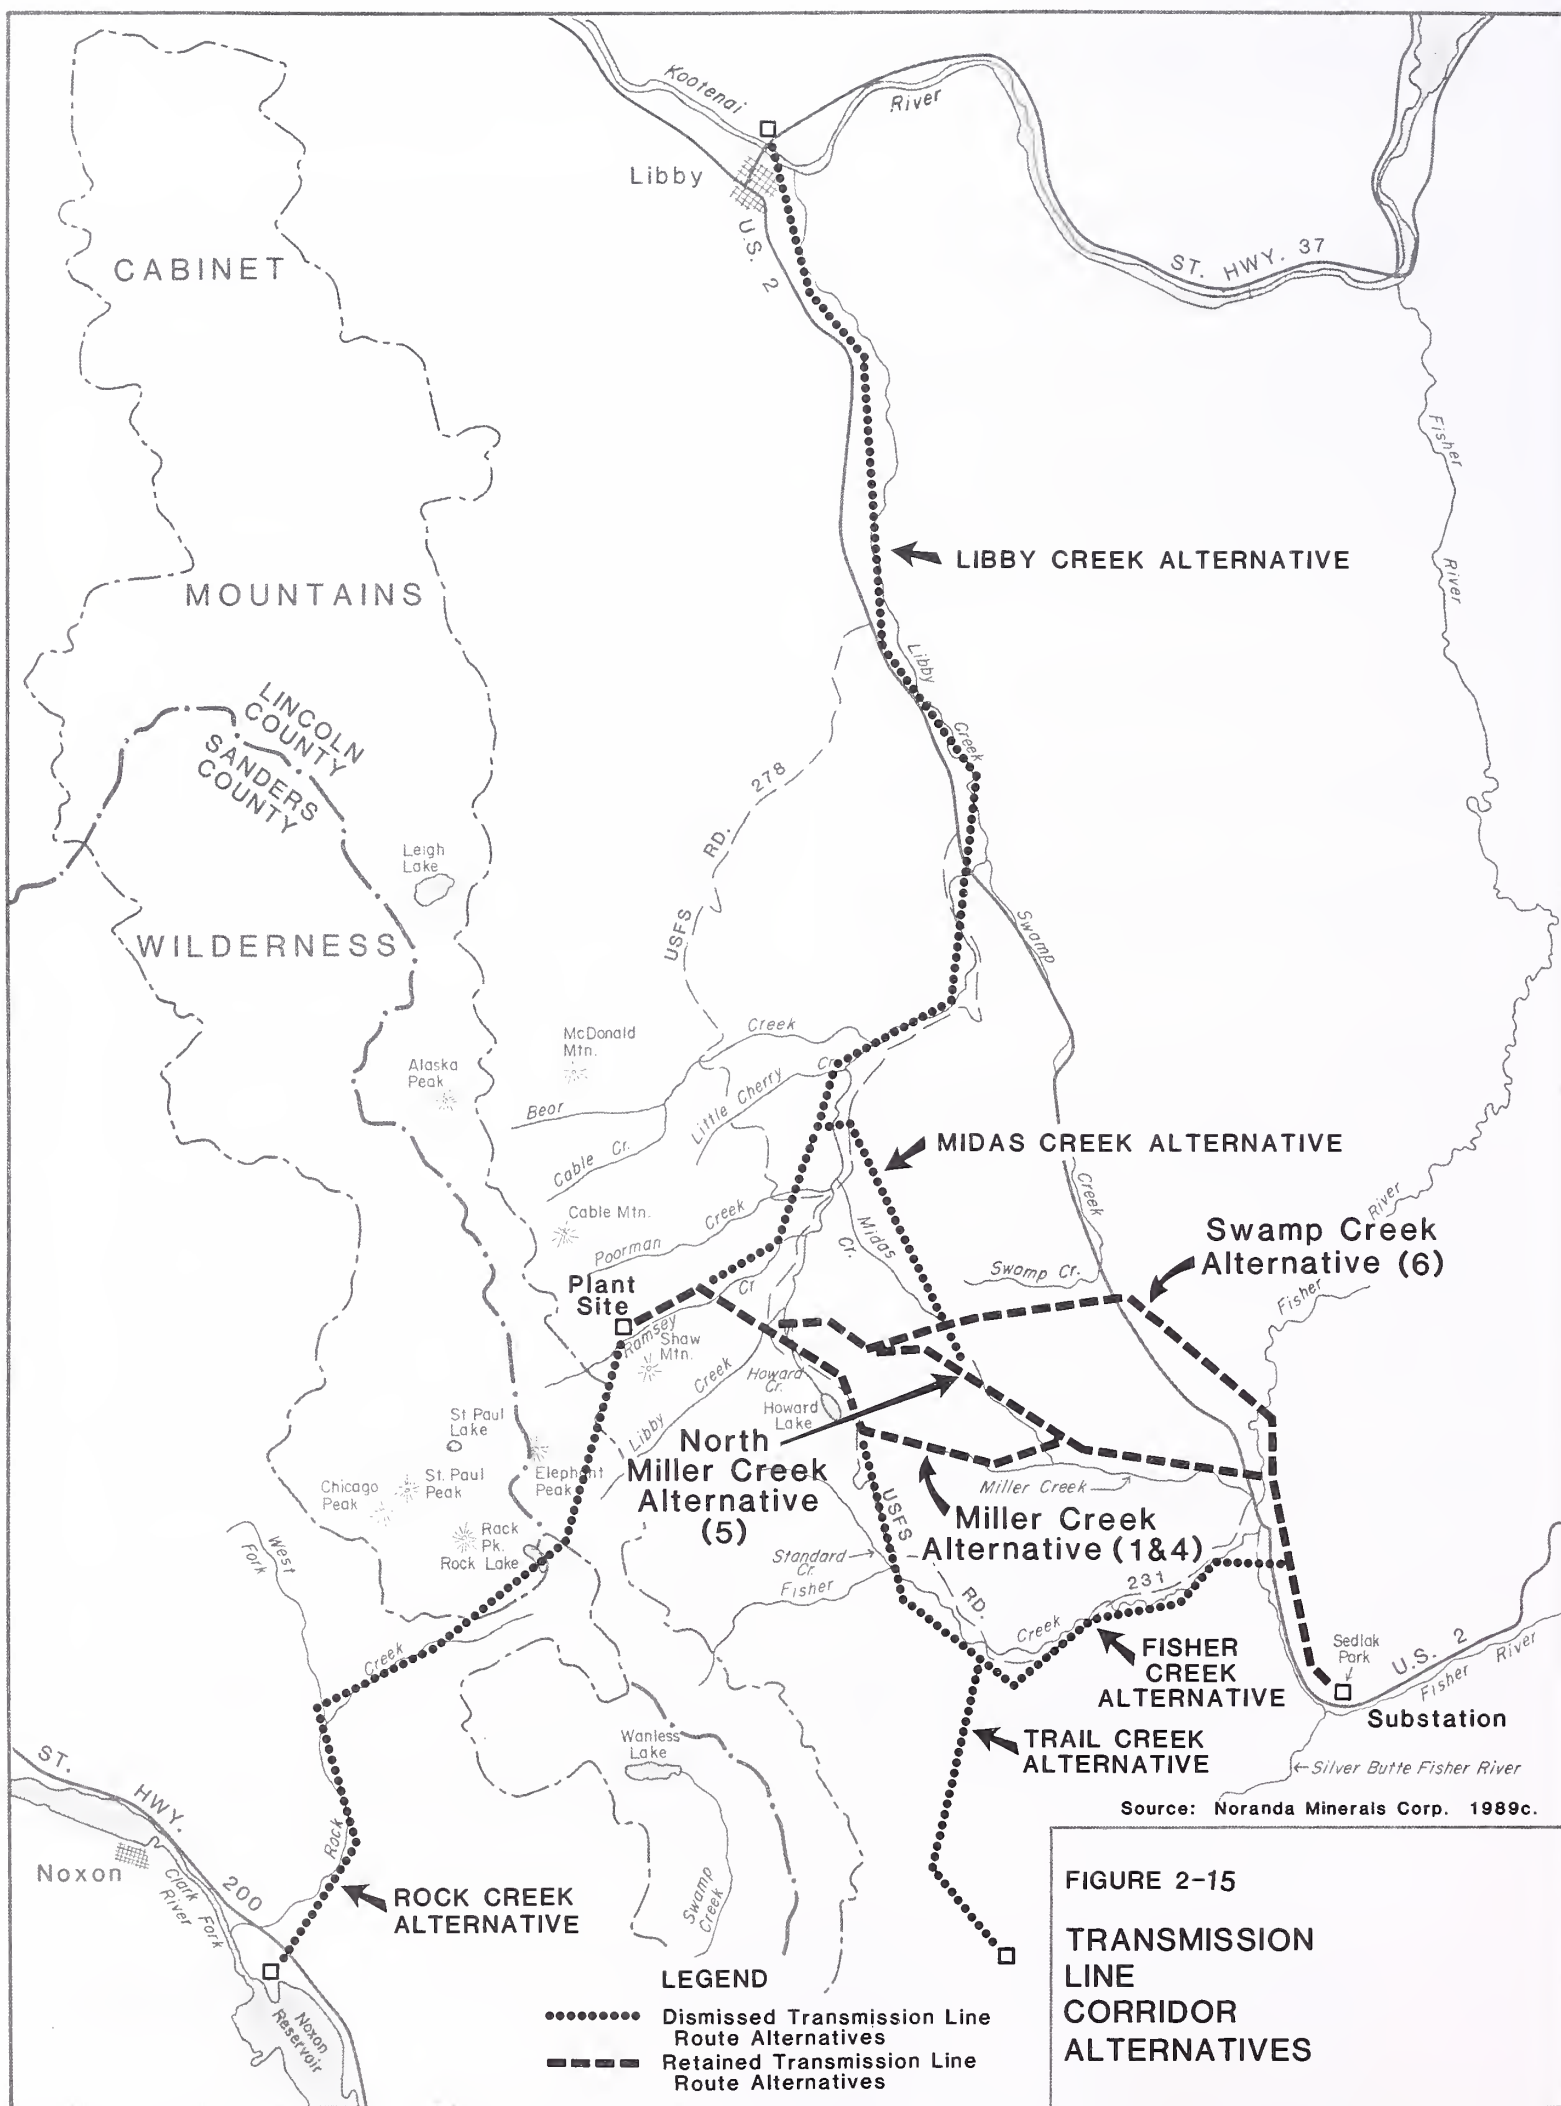 Kootenai
River
Libby
U.S. 2
ST. HWY. 37
CABINET
Fisher
River
LIBBY CREEK ALTERNATIVE
MOUNTAINS
Libby
Creek
LINCOLN
COUNTY
SANDERS
COUNTY
278
RD.
USFS
Leigh
Lake
Swamp
WILDERNESS
McDonald
Mtn.
Creek
Alaska
Peak
Cr.
Little Cherry
Bear
MIDAS CREEK ALTERNATIVE
Cable Cr.
Creek
River
Cable Mtn.
Creek
Midas
Cr.
Poorman
Swamp Creek
Alternative (6)
Swamp Cr.
Fisher
Plant
Site
Cr
Ramsey
Shaw
Mtn.
Creek
Howard
Cr.
Howard
Lake
St Paul
Lake
Libby
North
Miller Creek
Alternative
(5)
St. Paul
Peak
Elephant
Peak
Chicago
Peak
Miller Creek
Miller Creek
Alternative (1&4)
USFS
RD.
231
Rock
Pk.
Rock Lake
West
Fork
Standard
Cr.
Fisher
Creek
FISHER
CREEK
ALTERNATIVE
Sedlak
Park
U.S. 2
Fisher River
Creek
Substation
TRAIL CREEK
ALTERNATIVE
Wanless
Lake
Silver Butte Fisher River
ST. HWY. 200
Source: Noranda Minerals Corp. 1989c.
Rock
Noxon
Clark Fork
River
ROCK CREEK
ALTERNATIVE
Swamp
Creek
Noxon
Reservoir
LEGEND
Dismissed Transmission Line
Route Alternatives
Retained Transmission Line
Route Alternatives
FIGURE 2-15
TRANSMISSION
LINE
CORRIDOR
ALTERNATIVES